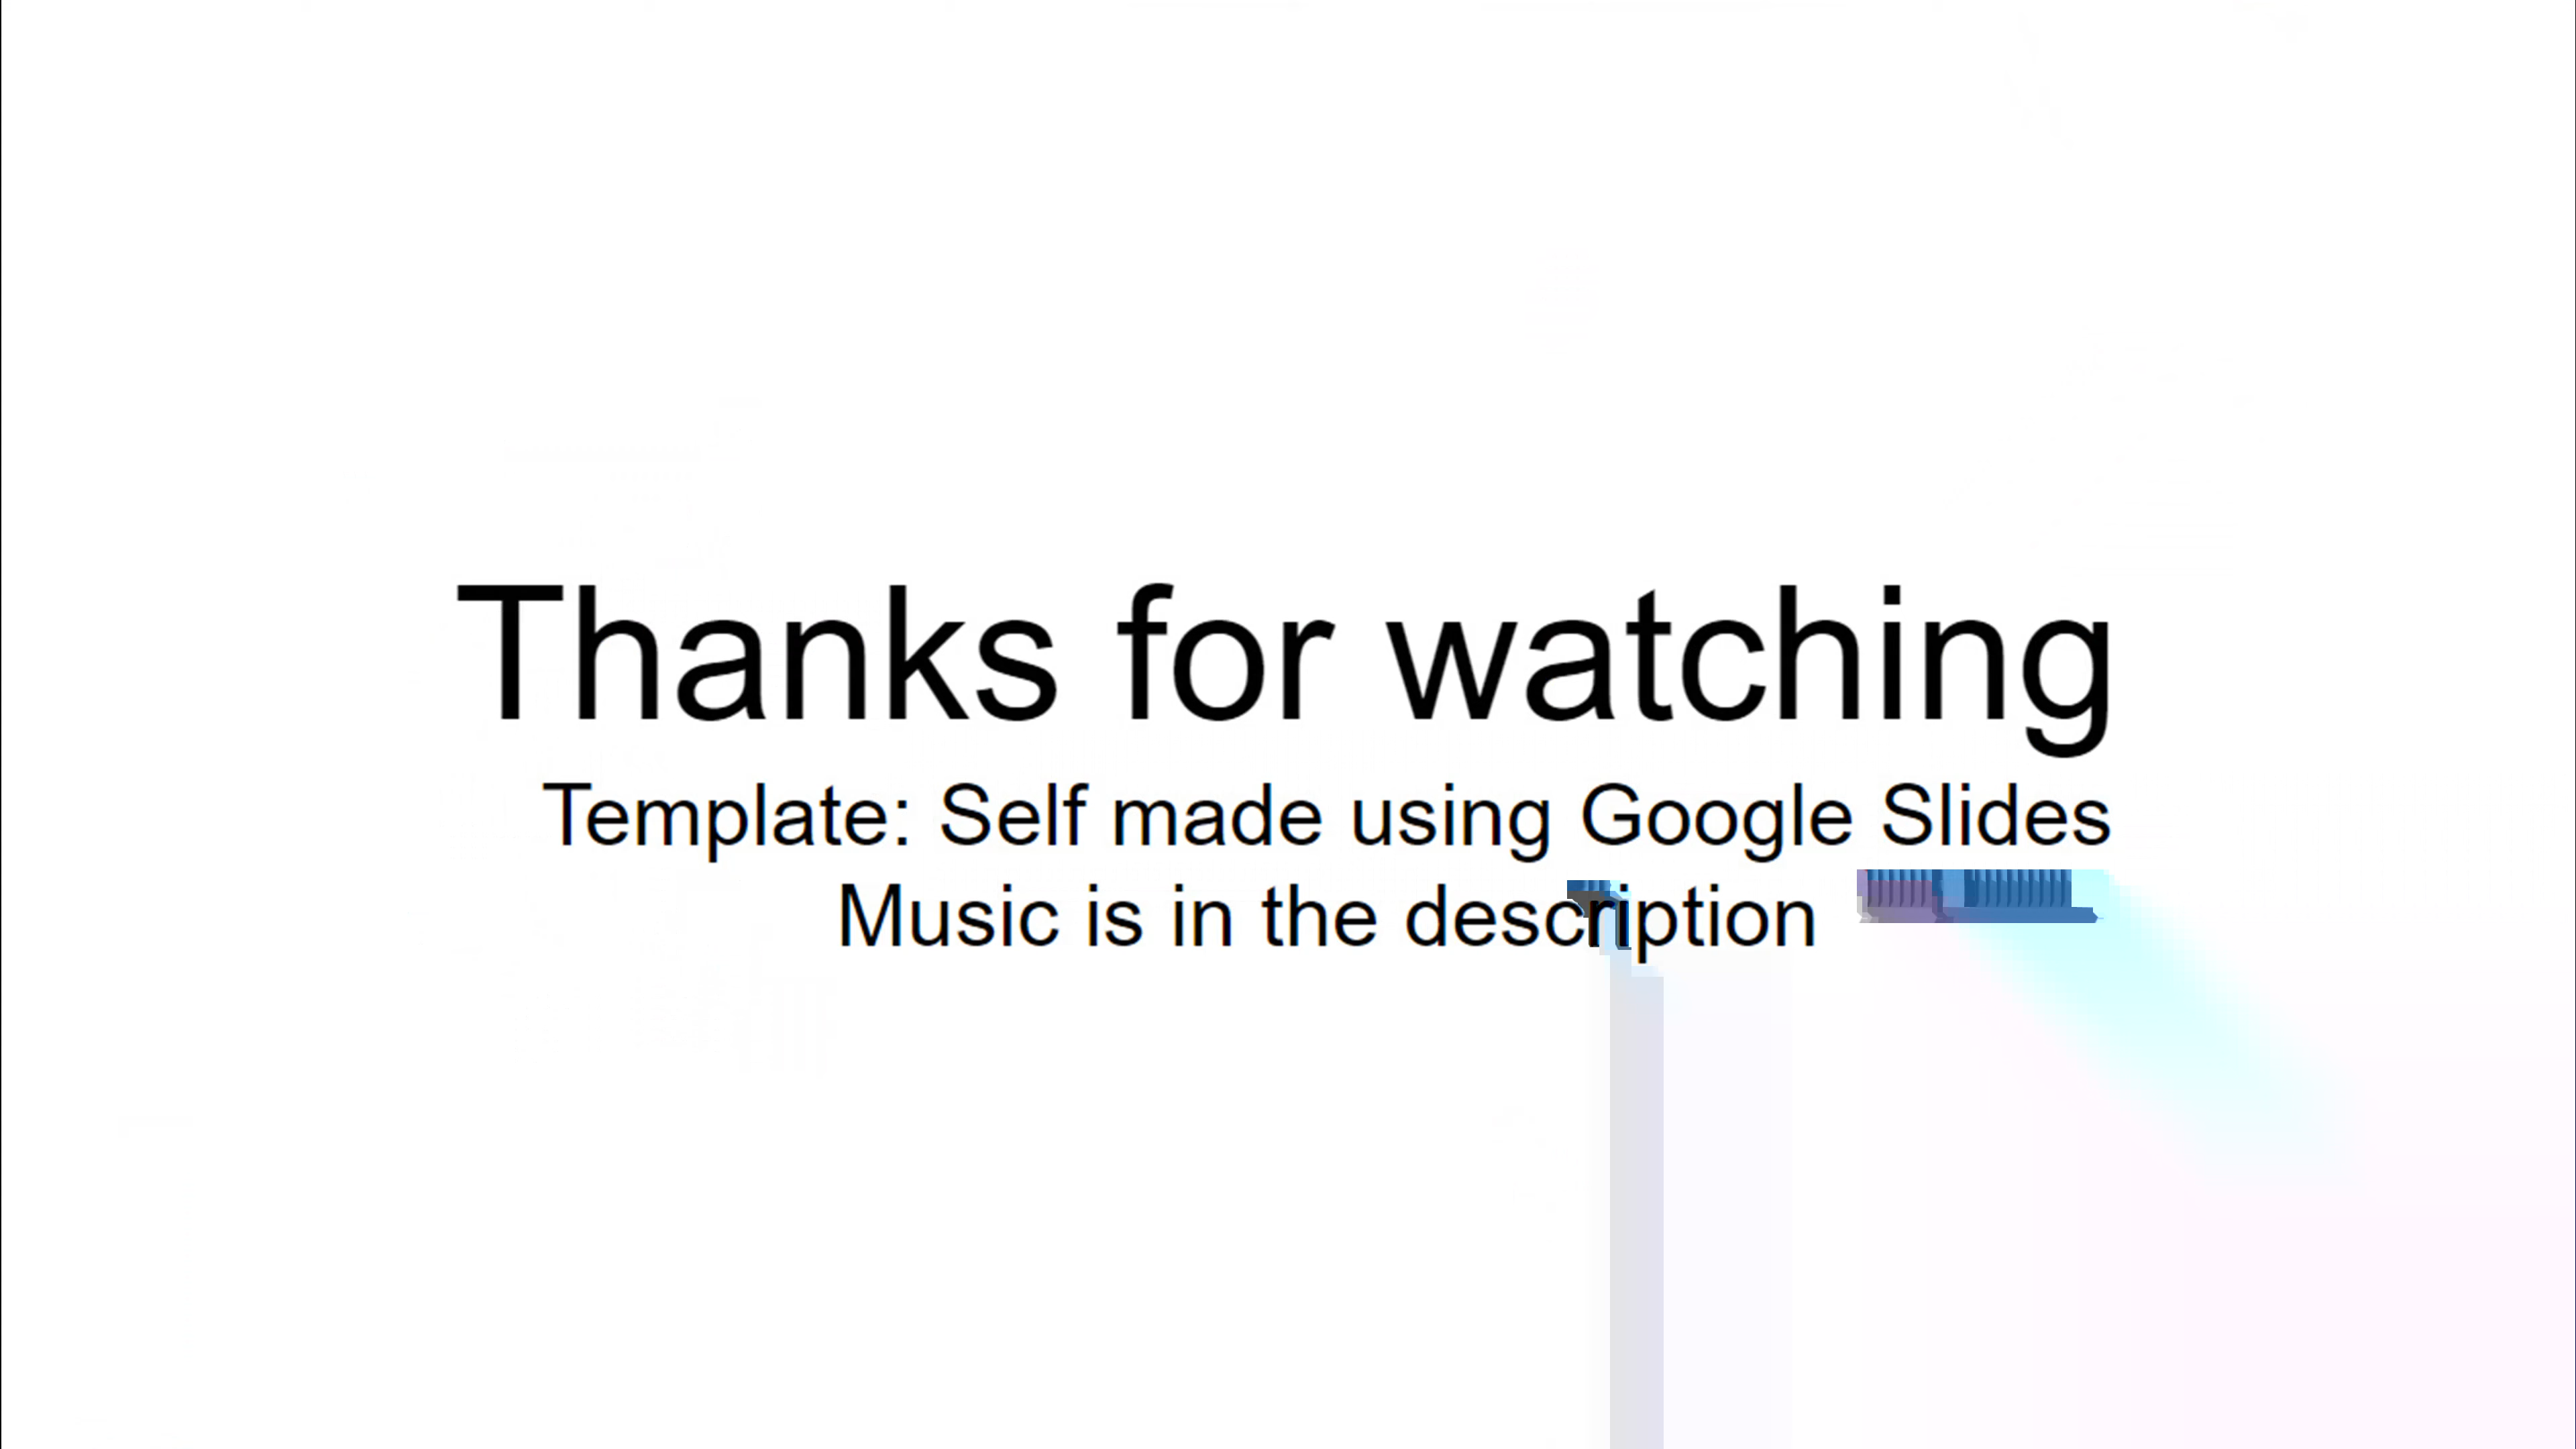 Thanks for watching
Template: Self made using Google Slides
Music is in the description